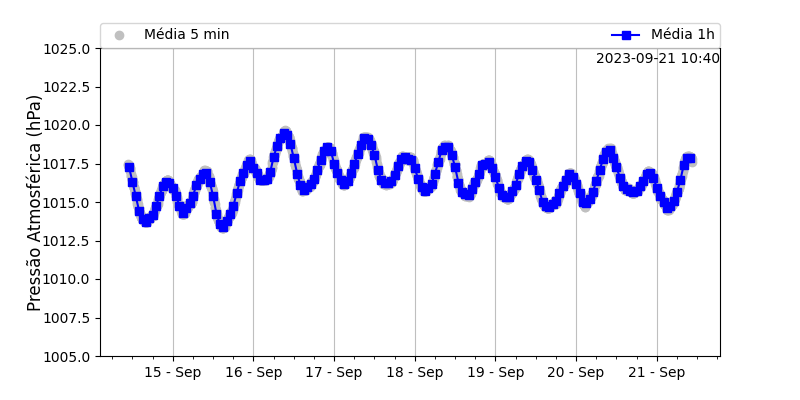 Média 5 min
Média 1h
2023-09-21 10:40
Pressão Atmosférica (hPa)
1025.0
1022.5
1020.0
1017.5
1015.0
1012.5
1010.0
1007.5
1005.0
15 - Sep
16 - Sep
17 - Sep
18 - Sep
19 - Sep
20 - Sep
21 - Sep